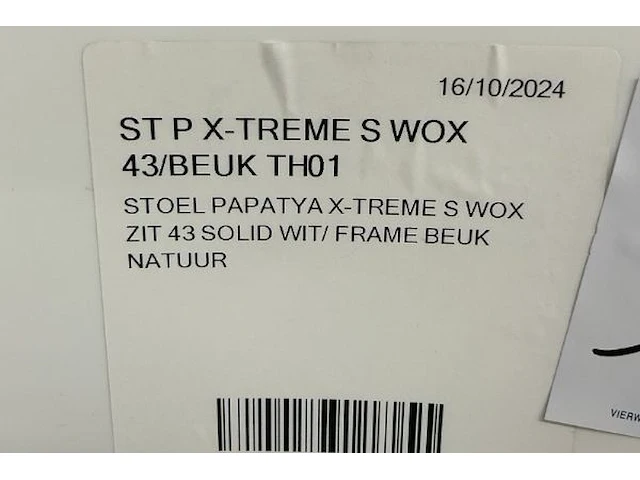 16/10/2024
ST P X-TREME S WOX
43/BEUK TH01
STOEL PAPATYA X-TREME S WOX
ZIT 43 SOLID WIT/ FRAME BEUK
NATUUR